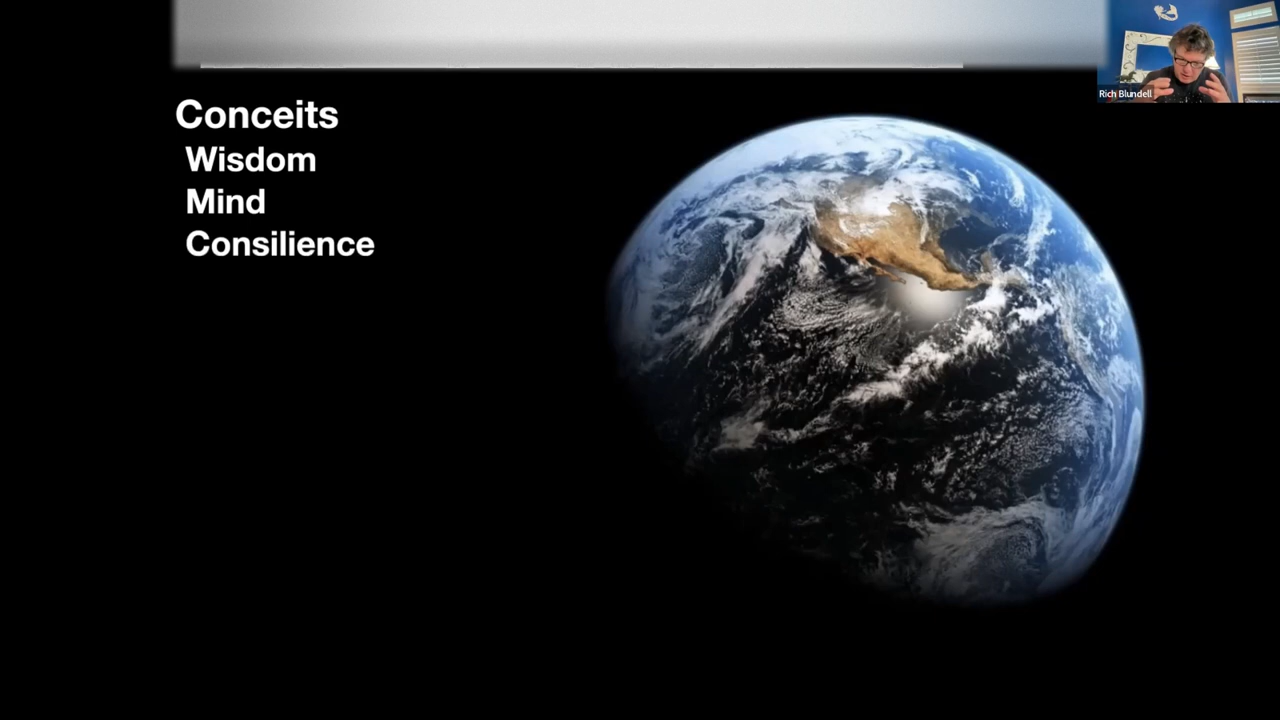 Conceits
Wisdom
Mind
Consilience
Rich Blundell